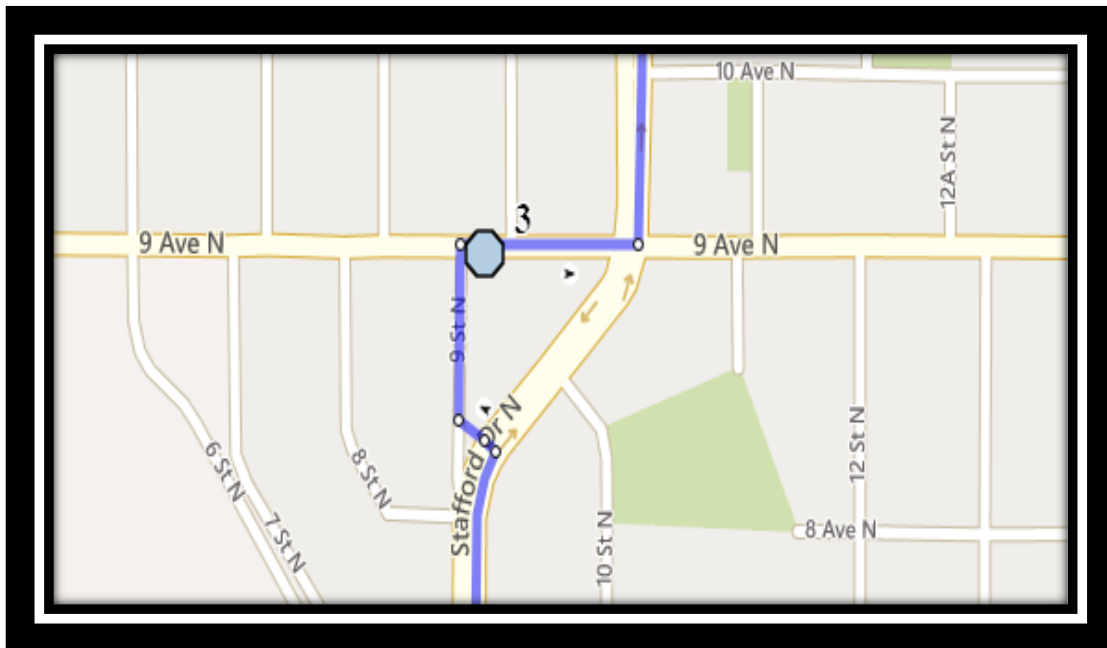 10 Ave N
12A St N
3
9 Ave N
9 Ave N
9 St N
Stafford Dr N
6 St N
7 St N
8 St N
10 St N
12 St N
8 Ave N